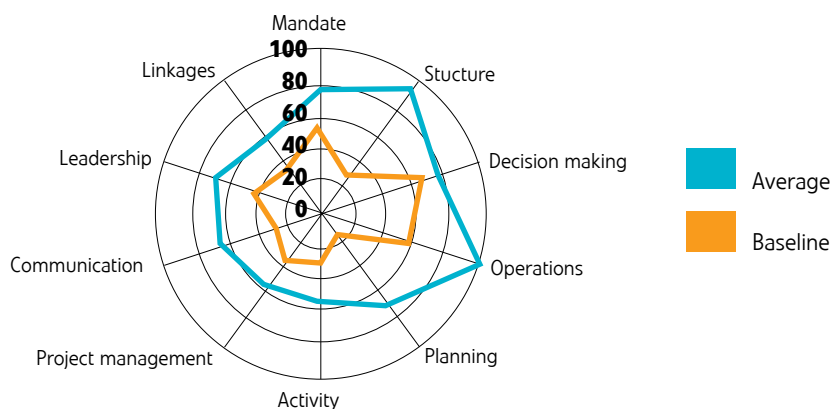 Mandate
100
80
60
40
20
0
Stucture
Decision making
Operations
Planning
Activity
Project management
Communication
Leadership
Linkages
Average
Baseline